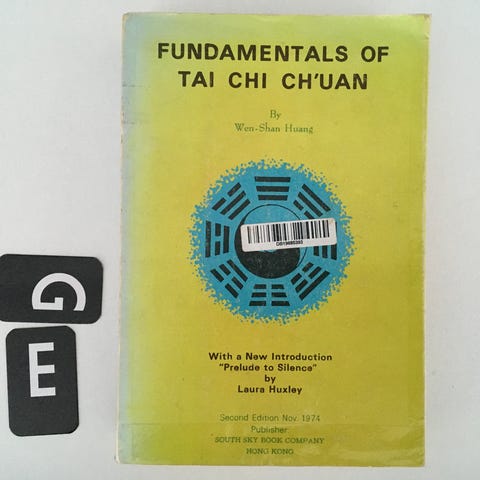 FUNDAMENTALS OF
TAI CHI CH'UAN
By
Wen-Shan Huang
With a New Introduction
"Prelude to Silence"
by
Laura Huxley
Second Edition Nov. 1974
Publisher:
SOUTH SKY BOOK COMPANY
HONG KONG
G
E